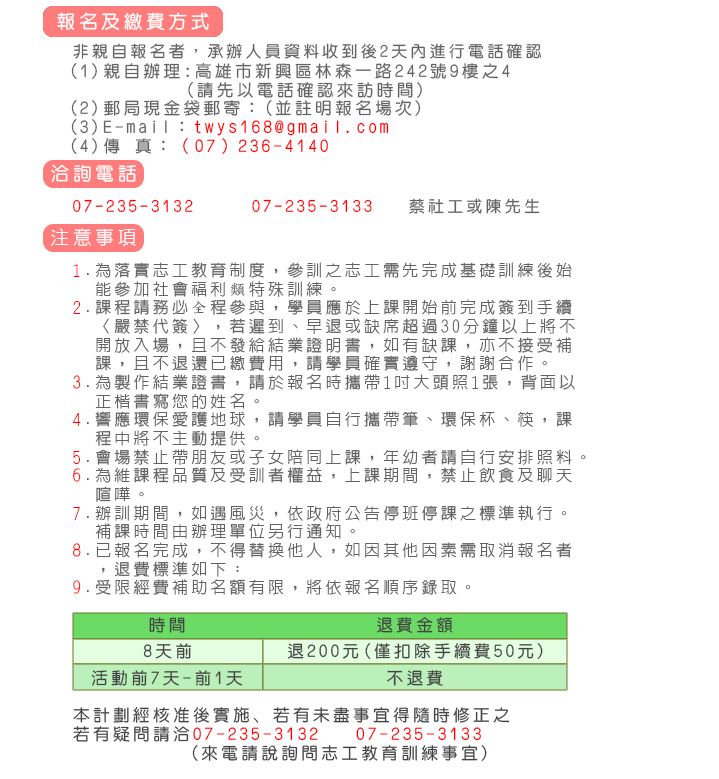 報名及繳費方式
非親自報名者，承辦人員資料收到後2天內進行電話確認
(1)親自辦理:高雄市新興區林森一路242號9樓之4
(請先以電話確認來訪時間)
(2)郵局現金袋郵寄：(並註明報名場次)
(3)E-mail：twys168@gmail.com
(4)傳 真：(07)236-4140
洽詢電話
07-235-3132 07-235-3133 蔡社工或陳先生
注意事項
1.為落實志工教育制度，參訓之志工需先完成基礎訓練後始
能參加社會福利類特殊訓練。
2.課程請務必全程參與，學員應於上課開始前完成簽到手續
〈嚴禁代簽〉，若遲到、早退或缺席超過30分鐘以上將不
開放入場，且不發給結業證明書，如有缺課，亦不接受補
課，且不退還已繳費用，請學員確實遵守，謝謝合作。
3.為製作結業證書，請於報名時攜帶1吋大頭照1張，背面以
正楷書寫您的姓名。
4.響應環保愛護地球，請學員自行攜帶筆、環保杯、筷，課
程中將不主動提供。
5.會場禁止帶朋友或子女陪同上課，年幼者請自行安排照料。
6.為維課程品質及受訓者權益，上課期間，禁止飲食及聊天
喧嘩。
7.辦訓期間，如遇風災，依政府公告停班停課之標準執行。
補課時間由辦理單位另行通知。
8.已報名完成，不得替換他人，如因其他因素需取消報名者
，退費標準如下：
9.受限經費補助名額有限，將依報名順序錄取。
時間 退費金額
8天前 退200元(僅扣除手續費50元)
活動前7天-前1天 不退費
本計劃經核准後實施、若有未盡事宜得隨時修正之
若有疑問請洽07-235-3132 07-235-3133
(來電請說詢問志工教育訓練事宜)